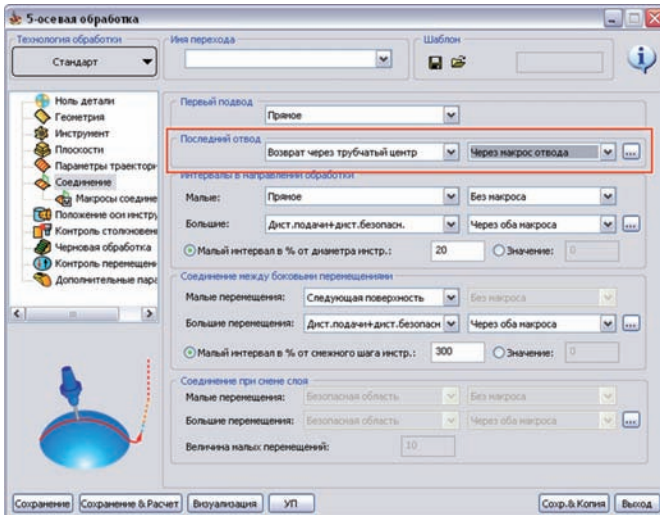 5-осевая обработка
Технология обработки
Стандарт
Имя перехода
Шаблон
Ноль детали
Геометрия
Инструмент
Плоскости
Параметры траектори
Соединение
Макросы соедине
Положение оси инстру
Контроль столкновен
Черновая обработка
Контроль перемещен
Дополнительные пара
Первый подвод
Прямое
Последний отвод
Возврат через трубчатый центр Через макрос отвода ...
Интервалы в направлении обработки
Малые: Прямое Без макроса
Большие: Дист.подачи+дист.безопасн. Через оба макроса ...
Малый интервал в % от диаметра инстр.: 20 Значение: 0
Соединение между боковыми перемещениями
Малые перемещения: Следующая поверхность Без макроса
Большие перемещения: Дист.подачи+дист.безопасн Через оба макроса ...
Малый интервал в % от смежного шага инстр.: 300 Значение: 0
Соединение при смене слоя
Малые перемещения: Безопасная область Без макроса
Большие перемещения: Безопасная область Через оба макроса ...
Величина малых перемещений: 10
Сохранение Сохранение & Расчет Визуализация УП Сохр.& Копия Выход